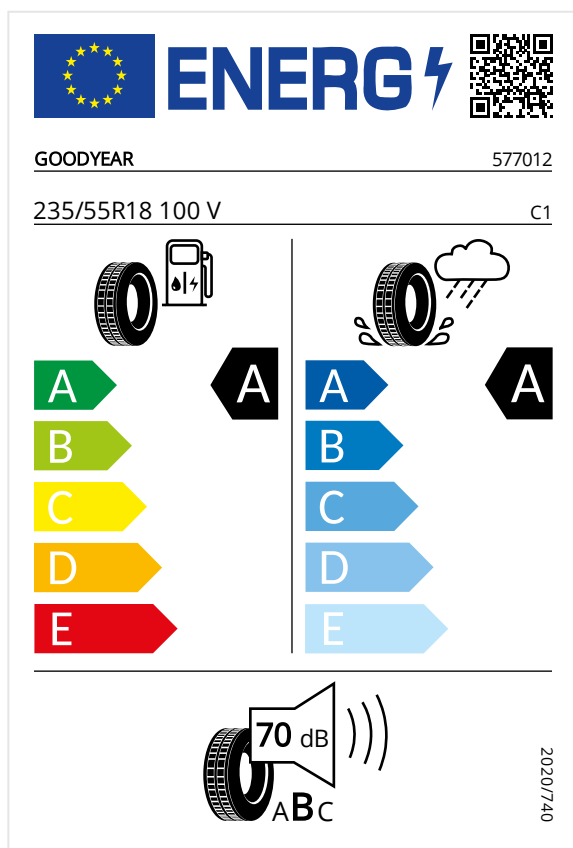 ENERG
GOODYEAR 577012
235/55R18 100 V C1
A A A A
B B
C C
D D
E E
70 dB
ABC
2020/740